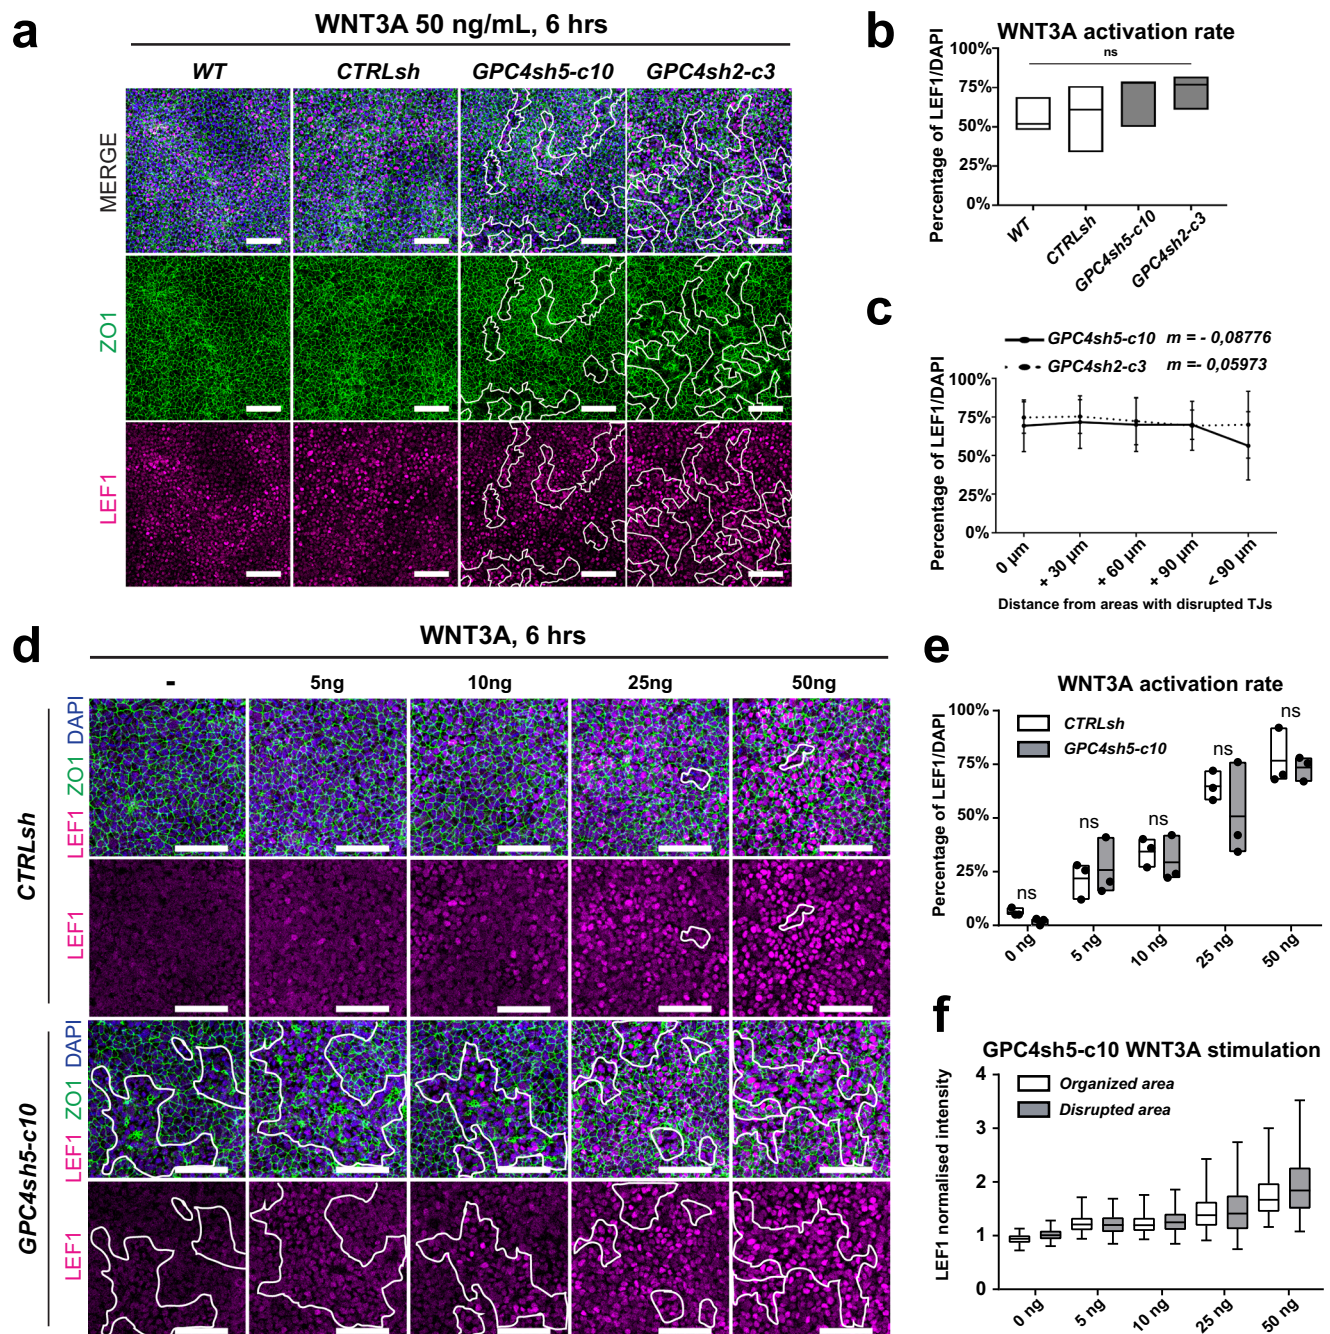 a
WNT3A 50 ng/mL, 6 hrs
WT CTRLsh GPC4sh5-c10 GPC4sh2-c3
MERGE
ZO1
LEF1
b
WNT3A activation rate
ns
Percentage of LEF1/DAPI
100%
75%
50%
25%
0%
WT CTRLsh GPC4sh5-c10 GPC4sh2-c3
c
GPC4sh5-c10 m = - 0,08776
GPC4sh2-c3 m =- 0,05973
Percentage of LEF1/DAPI
100%
75%
50%
25%
0%
0 µm + 30 µm + 60 µm + 90 µm < 90 µm
Distance from areas with disrupted TJs
d
WNT3A, 6 hrs
- 5ng 10ng 25ng 50ng
CTRLsh
LEF1 ZO1 DAPI
LEF1
GPC4sh5-c10
LEF1 ZO1 DAPI
LEF1
e
WNT3A activation rate
CTRLsh
GPC4sh5-c10
Percentage of LEF1/DAPI
100%
75%
50%
25%
0%
ns ns ns ns ns
0 ng 5 ng 10 ng 25 ng 50 ng
f
GPC4sh5-c10 WNT3A stimulation
Organized area
Disrupted area
LEF1 normalised intensity
4
3
2
1
0
0 ng 5 ng 10 ng 25 ng 50 ng